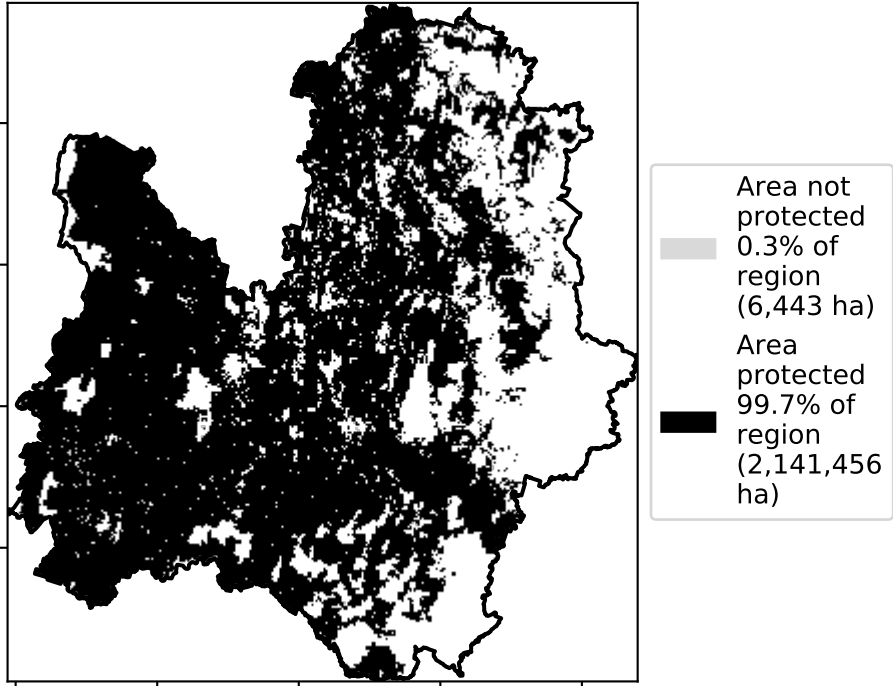 Area not
protected
0.3% of
region
(6,443 ha)
Area
protected
99.7% of
region
(2,141,456
ha)